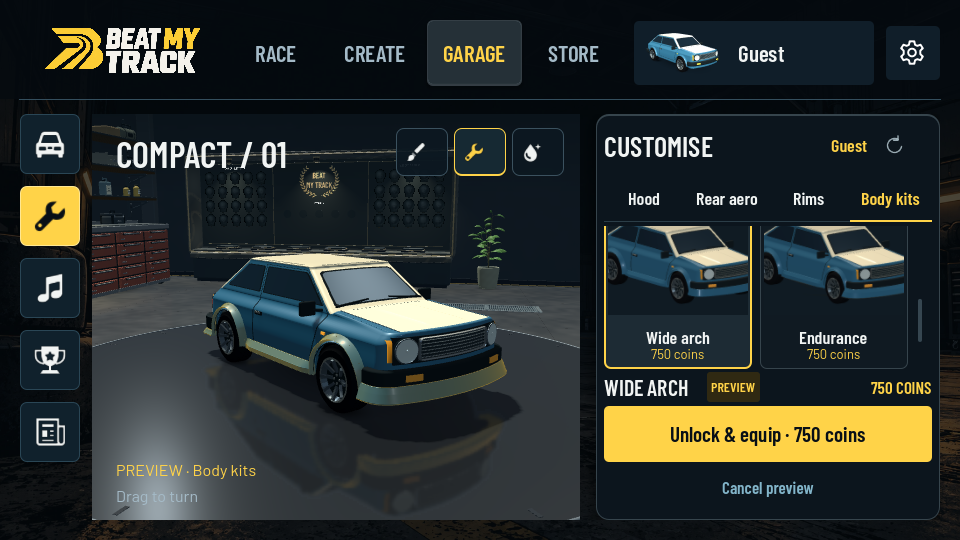 BEAT MY
TRACK
RACE
CREATE
GARAGE
STORE
Guest
COMPACT / 01
BEAT
MY TRACK
CUSTOMISE
Guest
Hood
Rear aero
Rims
Body kits
Wide arch
750 coins
Endurance
750 coins
WIDE ARCH
PREVIEW
750 COINS
Unlock & equip · 750 coins
Cancel preview
PREVIEW · Body kits
Drag to turn